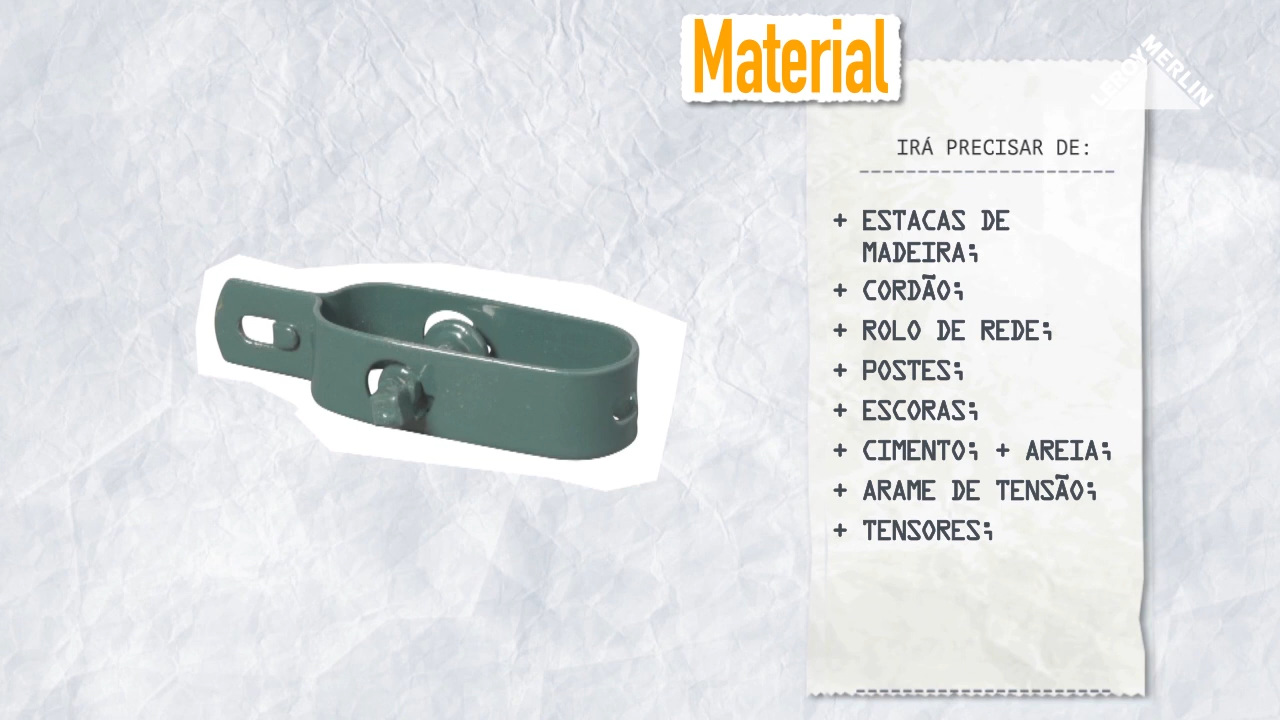 Material
LEROY MERLIN
IRÁ PRECISAR DE:
+ ESTACAS DE
MADEIRA;
+ CORDÃO;
+ ROLO DE REDE;
+ POSTES;
+ ESCORAS;
+ CIMENTO; + AREIA;
+ ARAME DE TENSÃO;
+ TENSORES;